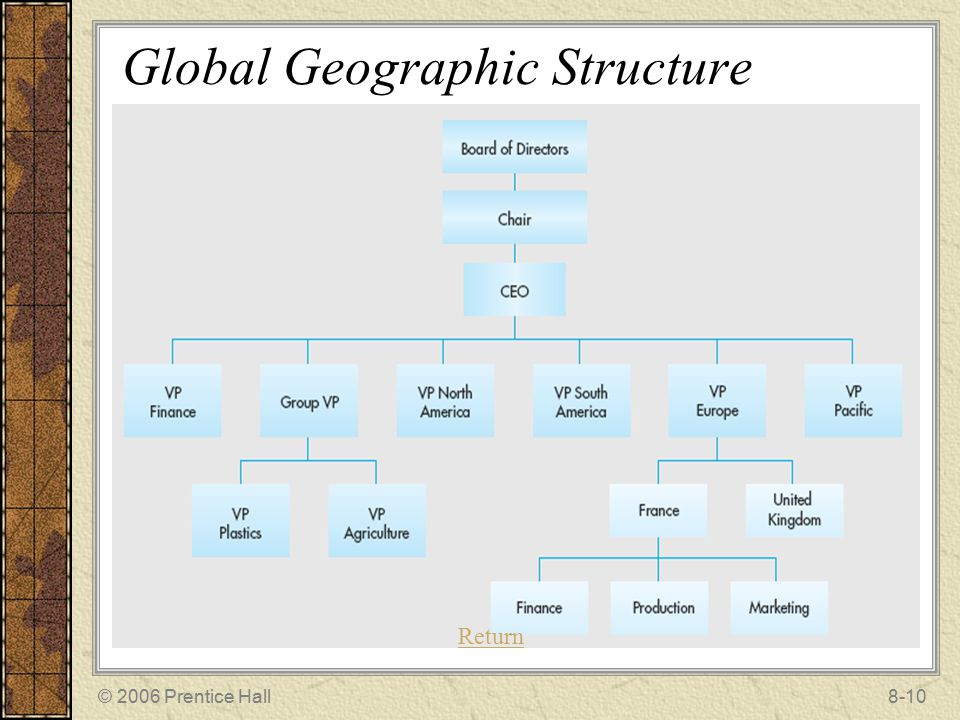 Global Geographic Structure
Board of Directors
Chair
CEO
VP
Finance
Group VP
VP North
America
VP South
America
VP
Europe
VP
Pacific
VP
Plastics
VP
Agriculture
France
United
Kingdom
Finance
Production
Marketing
Return
© 2006 Prentice Hall
8-10